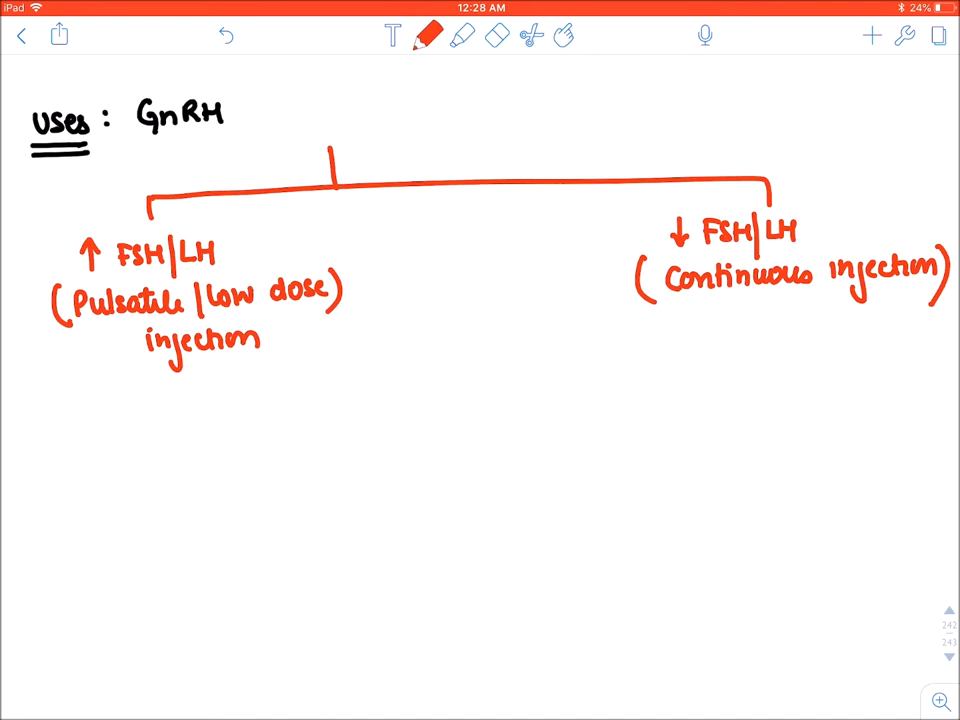 iPad 12:28 AM 24%
T
Uses : GnRH
↑ FSH/LH
(Pulsatile/low dose)
injection
↓ FSH/LH
(Continuous injection)
242
243